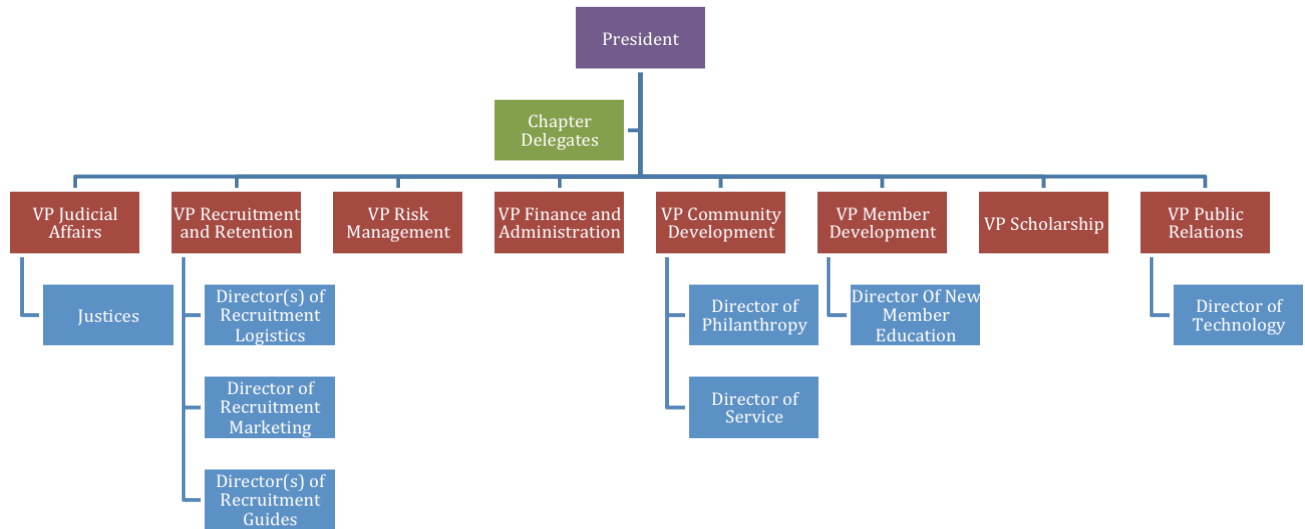 President
Chapter
Delegates
VP Judicial
Affairs
VP Recruitment
and Retention
VP Risk
Management
VP Finance and
Administration
VP Community
Development
VP Member
Development
VP Scholarship
VP Public
Relations
Justices
Director(s) of
Recruitment
Logistics
Director of
Philanthropy
Director Of New
Member
Education
Director of
Technology
Director of
Recruitment
Marketing
Director of
Service
Director(s) of
Recruitment
Guides